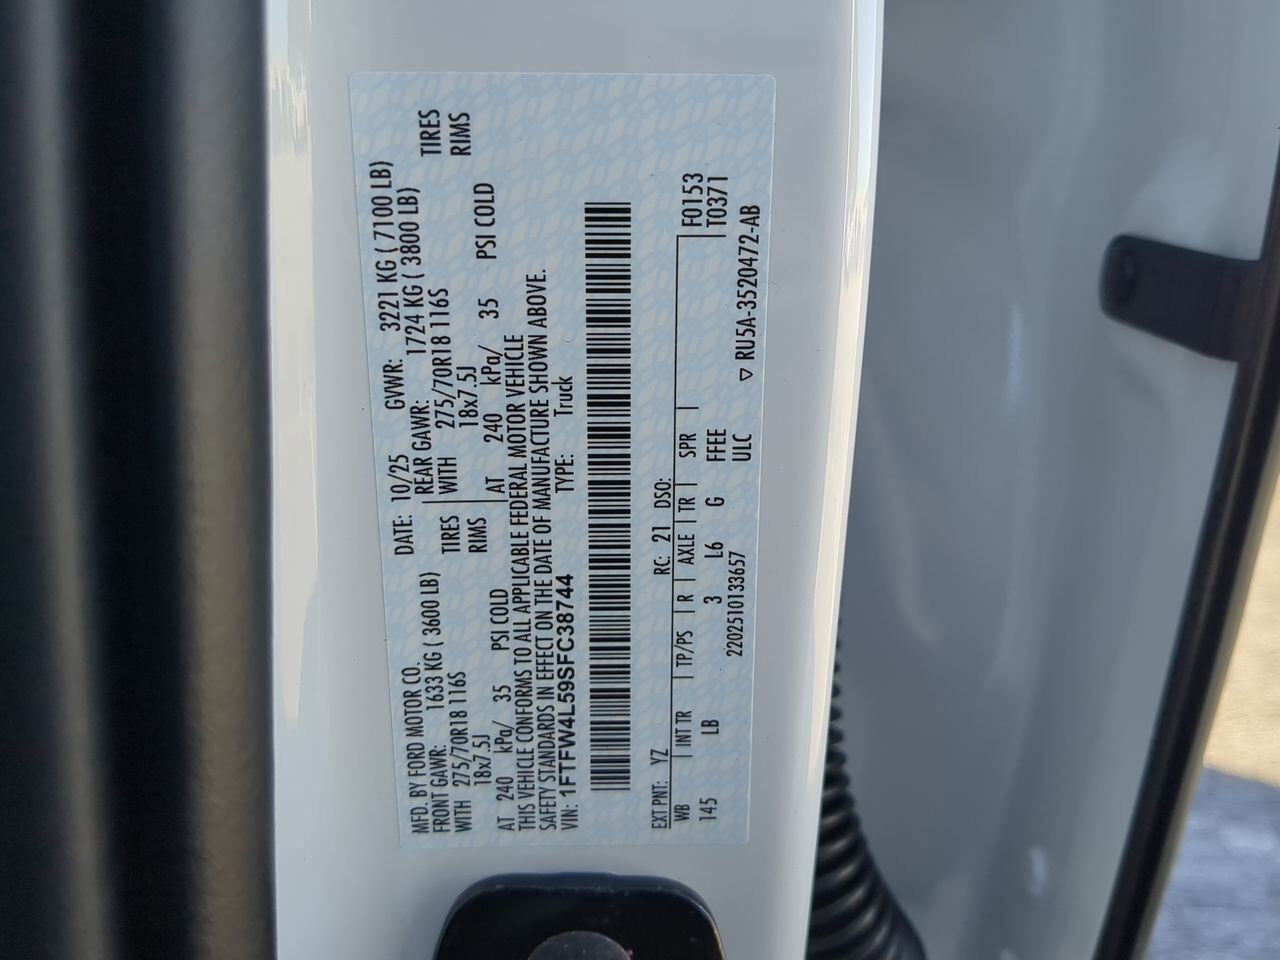 MFD. BY FORD MOTOR CO. DATE: 10/25 GVWR: 3221 KG ( 7100 LB)
FRONT GAWR: 1633 KG ( 3600 LB) REAR GAWR: 1724 KG ( 3800 LB)
WITH 275/70R18 116S TIRES WITH 275/70R18 116S TIRES
18x7.5J RIMS 18x7.5J RIMS
AT 240 kPa/ 35 PSI COLD AT 240 kPa/ 35 PSI COLD
THIS VEHICLE CONFORMS TO ALL APPLICABLE FEDERAL MOTOR VEHICLE
SAFETY STANDARDS IN EFFECT ON THE DATE OF MANUFACTURE SHOWN ABOVE.
VIN: 1FTFW4L59SFC38744 TYPE: Truck
EXT PNT: YZ RC: 21 DSO:
WB INT TR TP/PS R AXLE TR SPR F0153
145 LB 3 L6 G FFEE T0371
2202510133657 ULC
▽ RU5A-3520472-AB